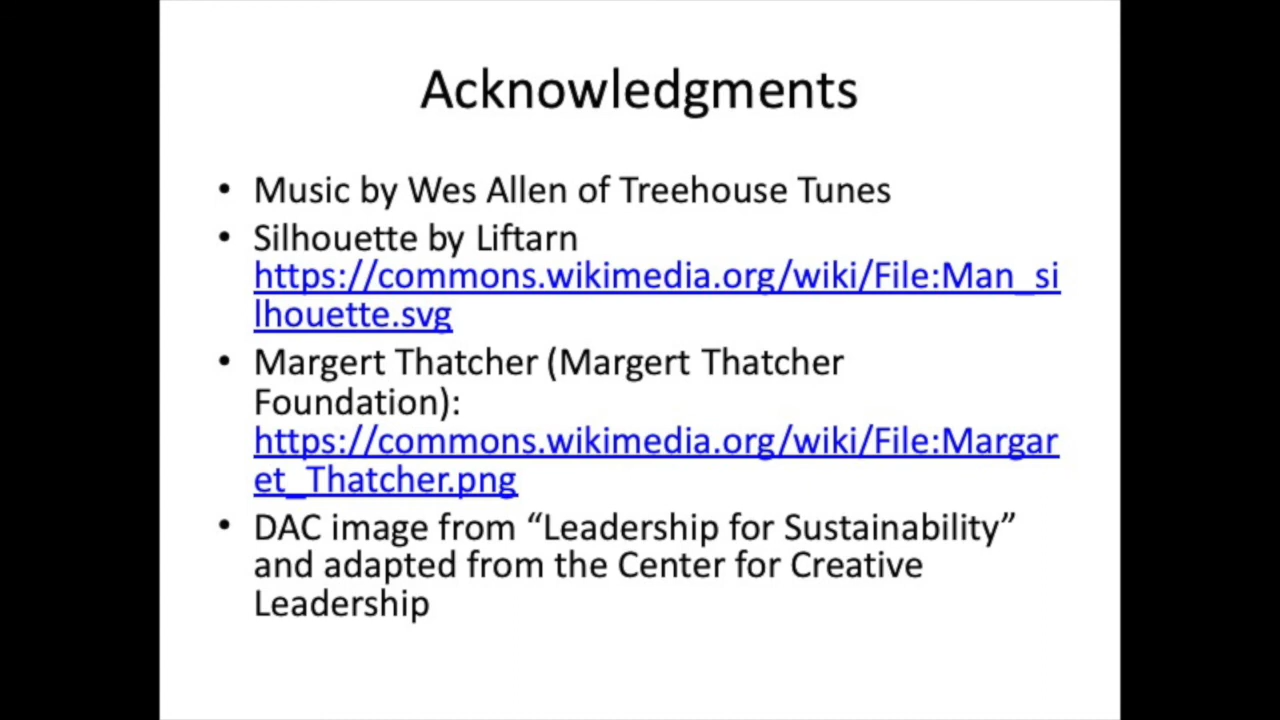 Acknowledgments
• Music by Wes Allen of Treehouse Tunes
• Silhouette by Liftarn
https://commons.wikimedia.org/wiki/File:Man_si
lhouette.svg
• Margert Thatcher (Margert Thatcher
Foundation):
https://commons.wikimedia.org/wiki/File:Margar
et_Thatcher.png
• DAC image from “Leadership for Sustainability”
and adapted from the Center for Creative
Leadership